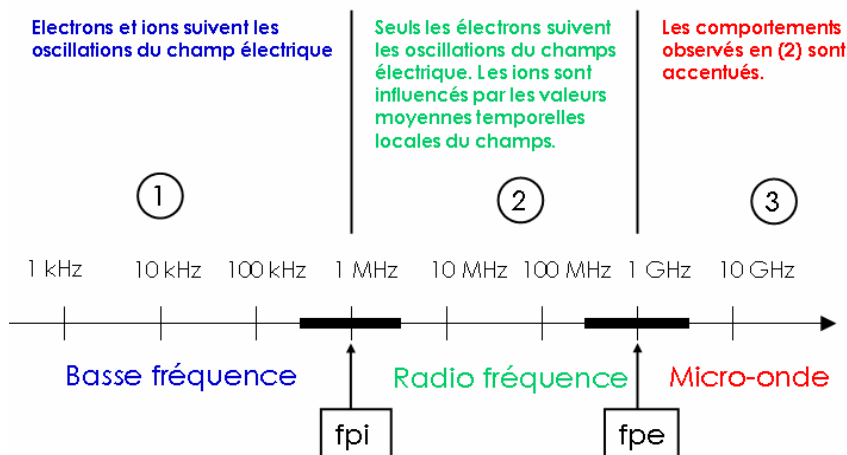 Electrons et ions suivent les
oscillations du champ électrique
Seuls les électrons suivent
les oscillations du champs
électrique. Les ions sont
influencés par les valeurs
moyennes temporelles
locales du champs.
Les comportements
observés en (2) sont
accentués.
1
2
3
1 kHz 10 kHz 100 kHz 1 MHz 10 MHz 100 MHz 1 GHz 10 GHz
Basse fréquence Radio fréquence Micro-onde
fpi fpe